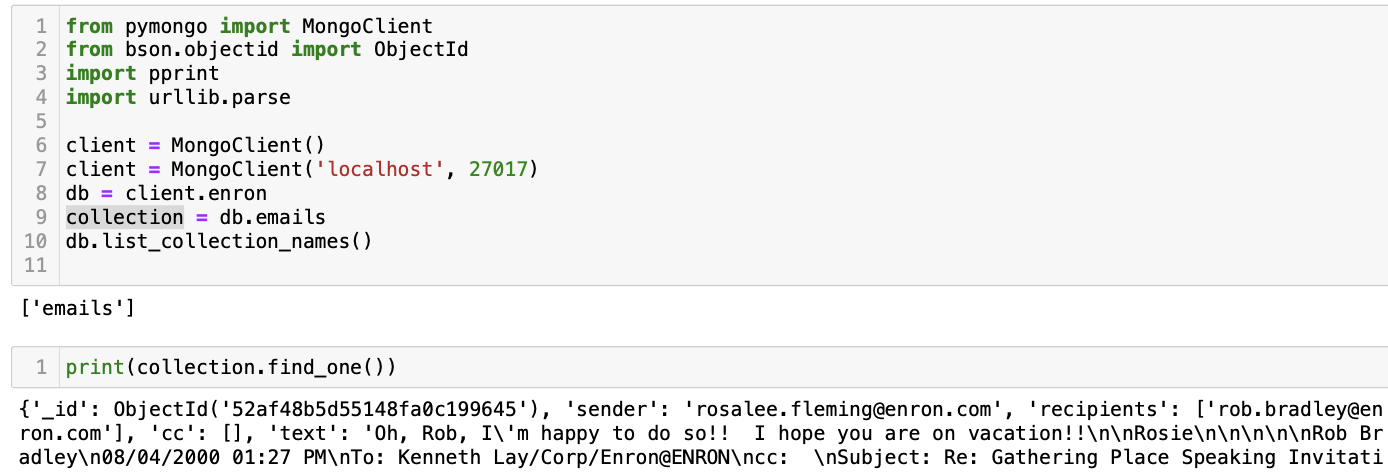 1 from pymongo import MongoClient
2 from bson.objectid import ObjectId
3 import pprint
4 import urllib.parse
5
6 client = MongoClient()
7 client = MongoClient('localhost', 27017)
8 db = client.enron
9 collection = db.emails
10 db.list_collection_names()
11
['emails']
1 print(collection.find_one())
{'_id': ObjectId('52af48b5d55148fa0c199645'), 'sender': 'rosalee.fleming@enron.com', 'recipients': ['rob.bradley@en
ron.com'], 'cc': [], 'text': 'Oh, Rob, I\'m happy to do so!!  I hope you are on vacation!!\n\nRosie\n\n\n\n\nRob Br
adley\n08/04/2000 01:27 PM\nTo: Kenneth Lay/Corp/Enron@ENRON\ncc:  \nSubject: Re: Gathering Place Speaking Invitati